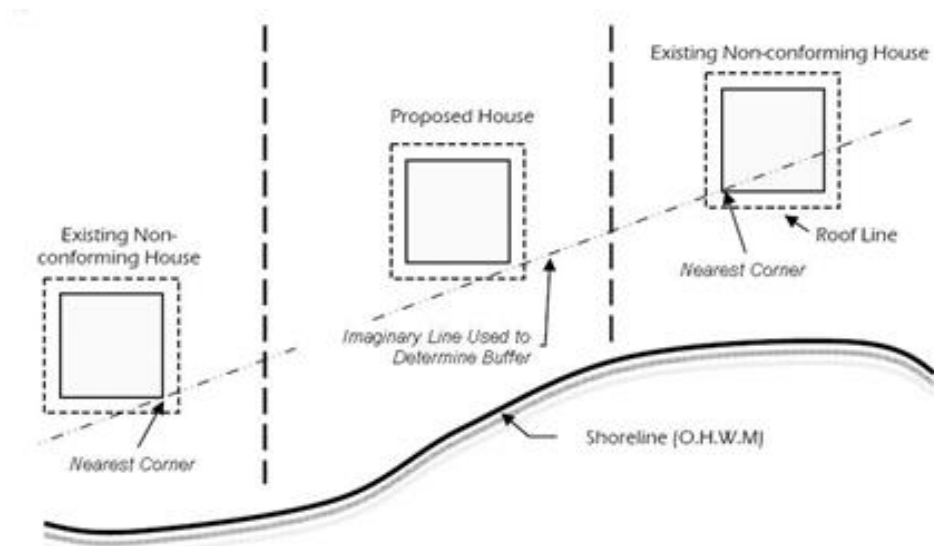 Existing Non-conforming House
Proposed House
Existing Non-
conforming House
Roof Line
Nearest Corner
Imaginary Line Used to
Determine Buffer
Shoreline (O.H.W.M)
Nearest Corner